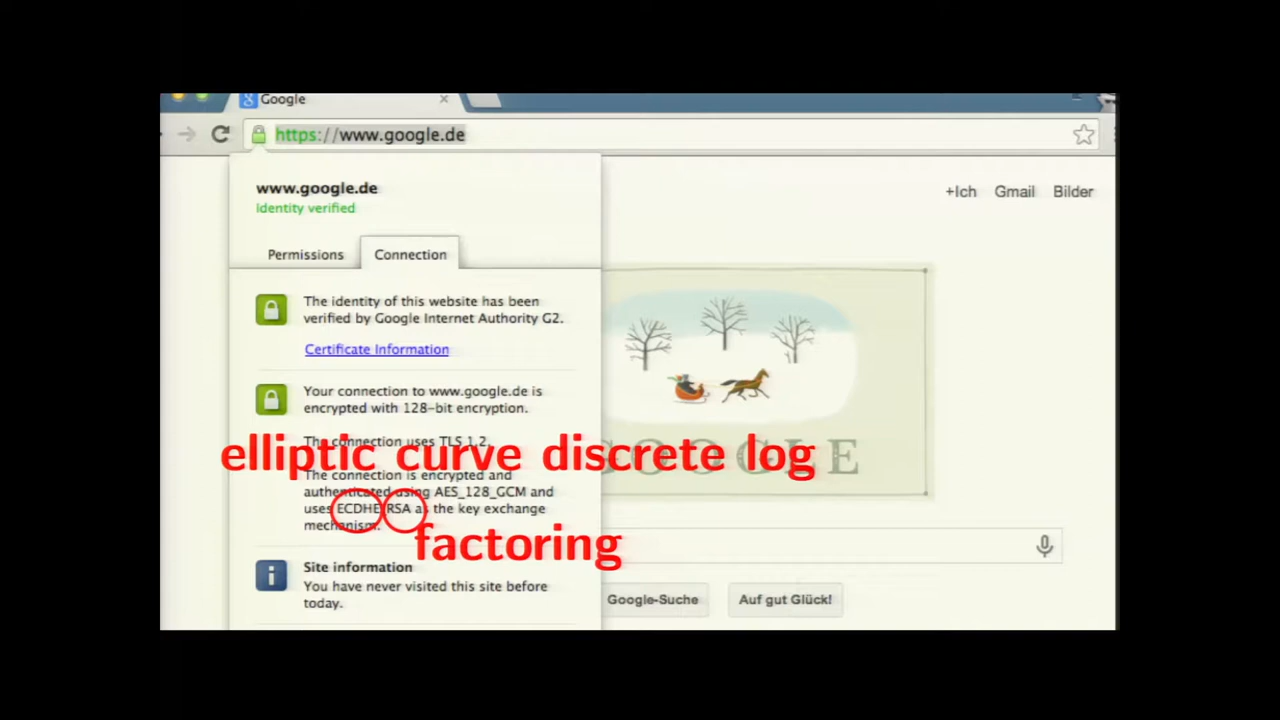 Google
https://www.google.de
www.google.de
Identity verified
+Ich Gmail Bilder
Permissions Connection
The identity of this website has been
verified by Google Internet Authority G2.
Certificate Information
Your connection to www.google.de is
encrypted with 128-bit encryption.
The connection uses TLS 1.2.
elliptic curve discrete log
GOOGLE
The connection is encrypted and
authenticated using AES_128_GCM and
uses ECDHE_RSA as the key exchange
mechanism.
factoring
Site information
You have never visited this site before
today.
Google-Suche Auf gut Glück!